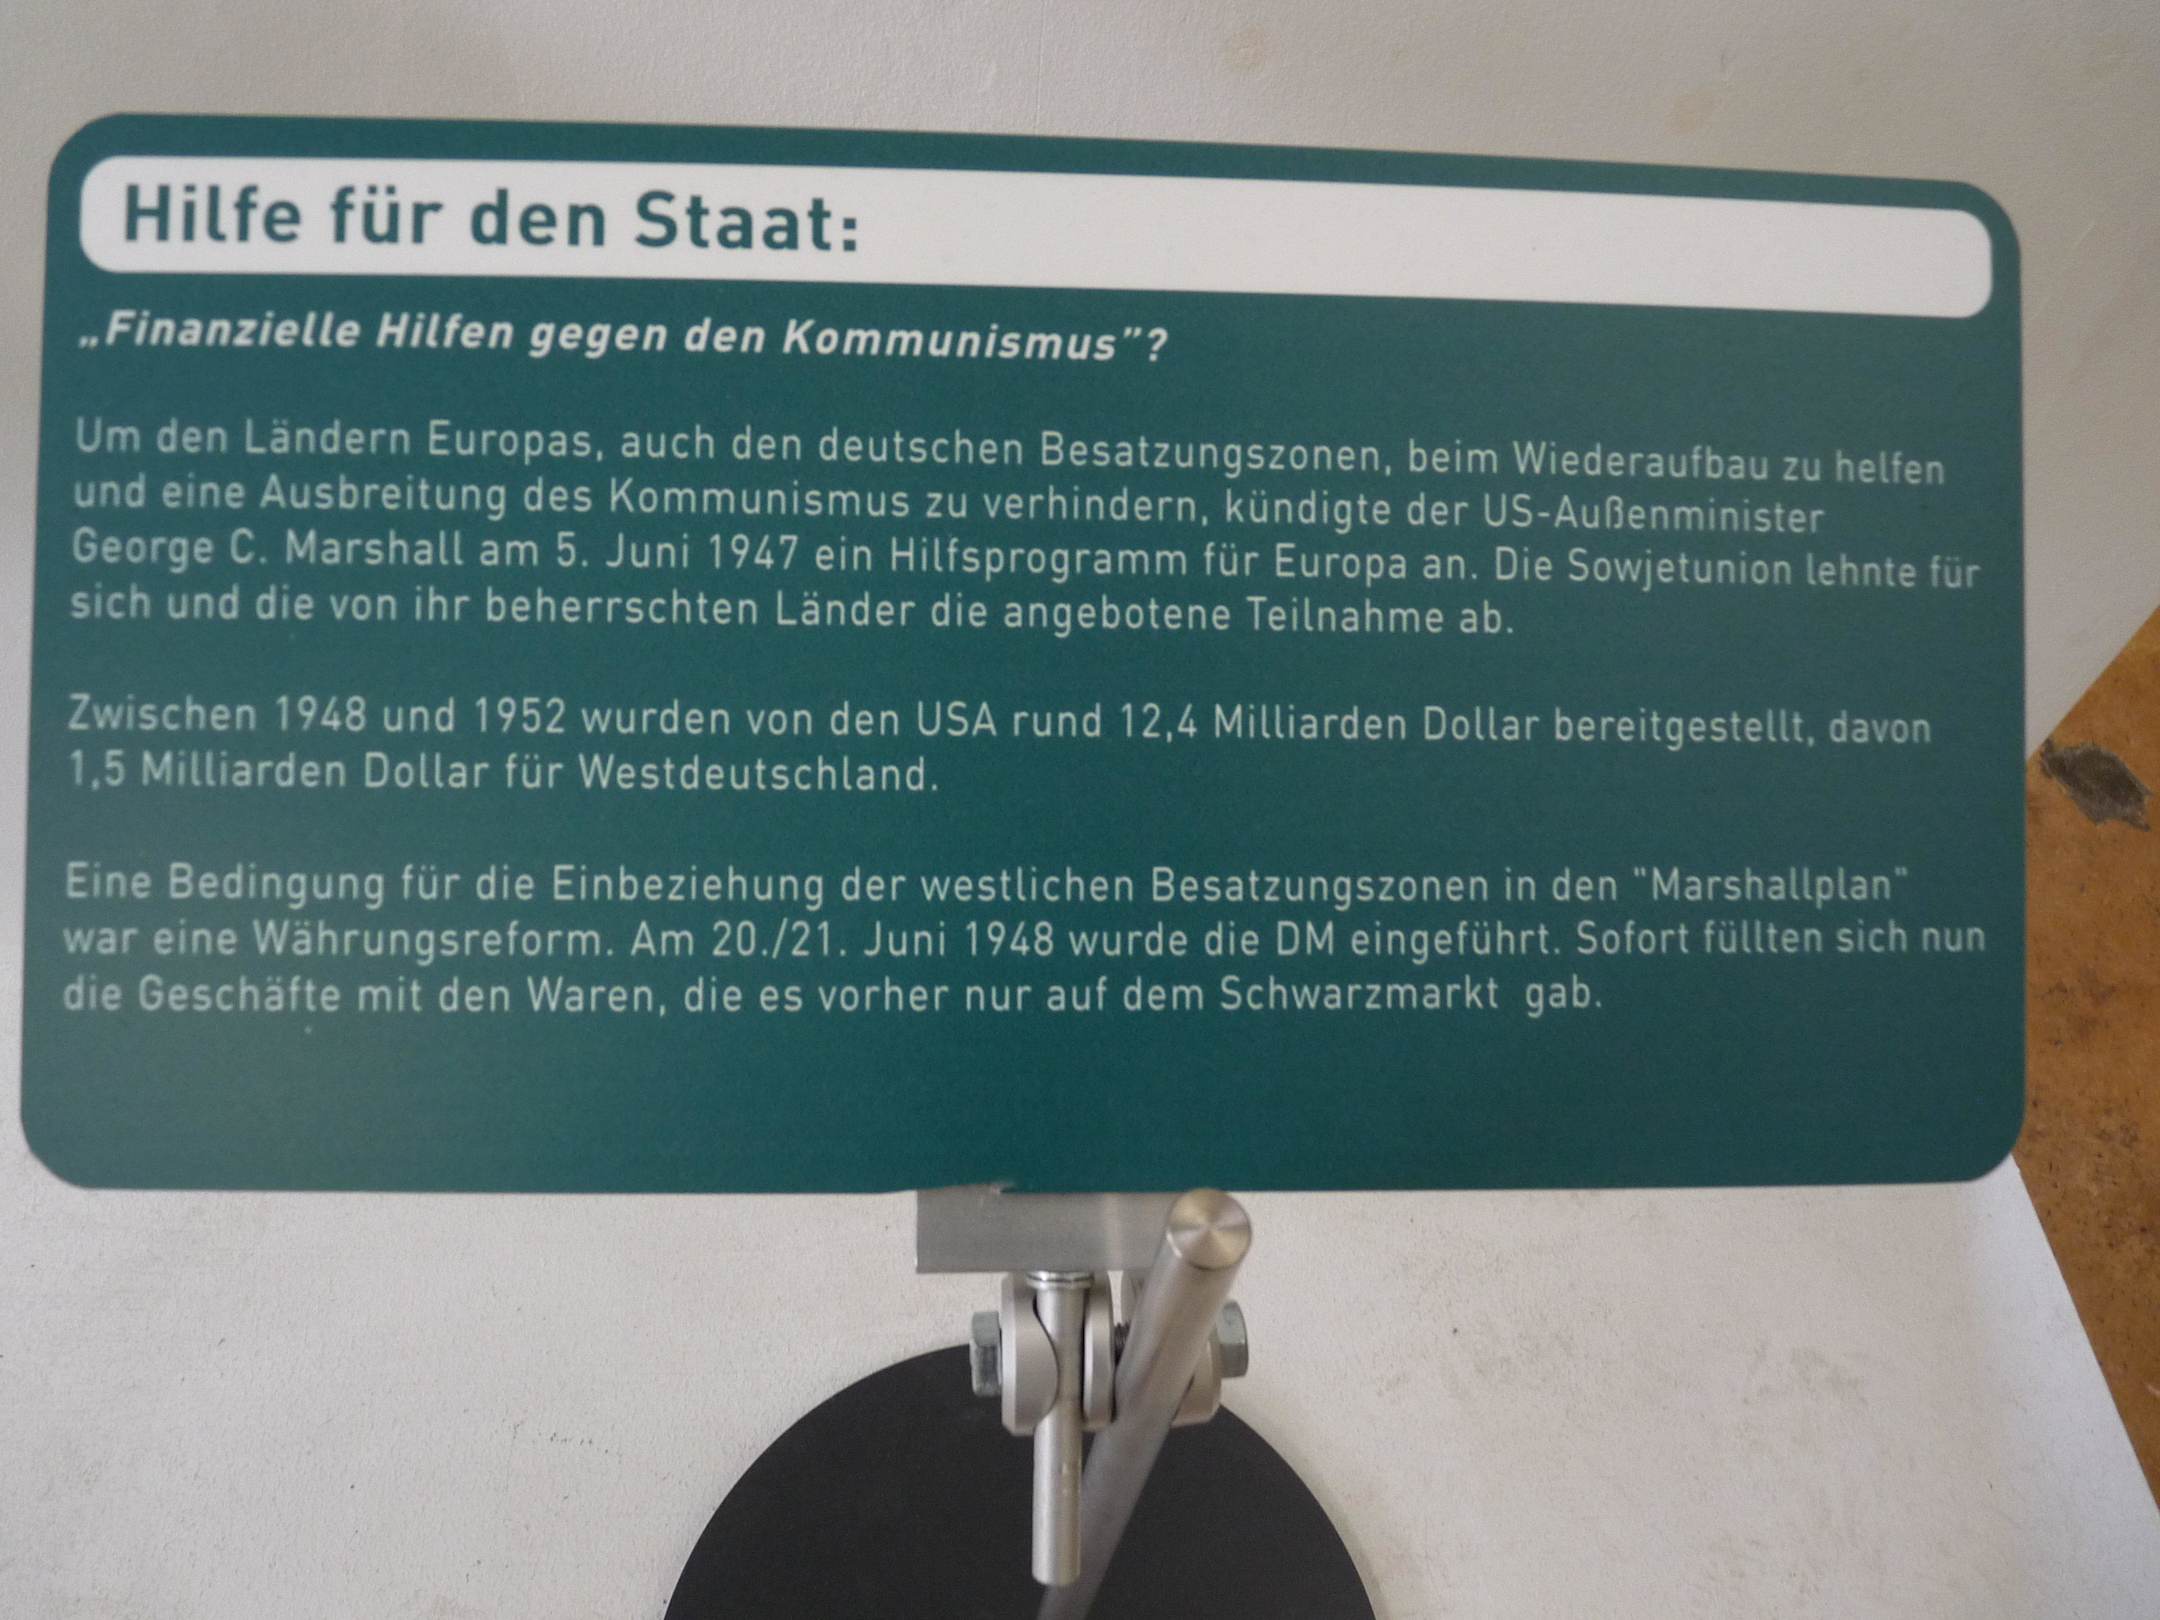 Hilfe für den Staat:
„Finanzielle Hilfen gegen den Kommunismus”?
Um den Ländern Europas, auch den deutschen Besatzungszonen, beim Wiederaufbau zu helfen
und eine Ausbreitung des Kommunismus zu verhindern, kündigte der US-Außenminister
George C. Marshall am 5. Juni 1947 ein Hilfsprogramm für Europa an. Die Sowjetunion lehnte für
sich und die von ihr beherrschten Länder die angebotene Teilnahme ab.
Zwischen 1948 und 1952 wurden von den USA rund 12,4 Milliarden Dollar bereitgestellt, davon
1,5 Milliarden Dollar für Westdeutschland.
Eine Bedingung für die Einbeziehung der westlichen Besatzungszonen in den "Marshallplan"
war eine Währungsreform. Am 20./21. Juni 1948 wurde die DM eingeführt. Sofort füllten sich nun
die Geschäfte mit den Waren, die es vorher nur auf dem Schwarzmarkt gab.